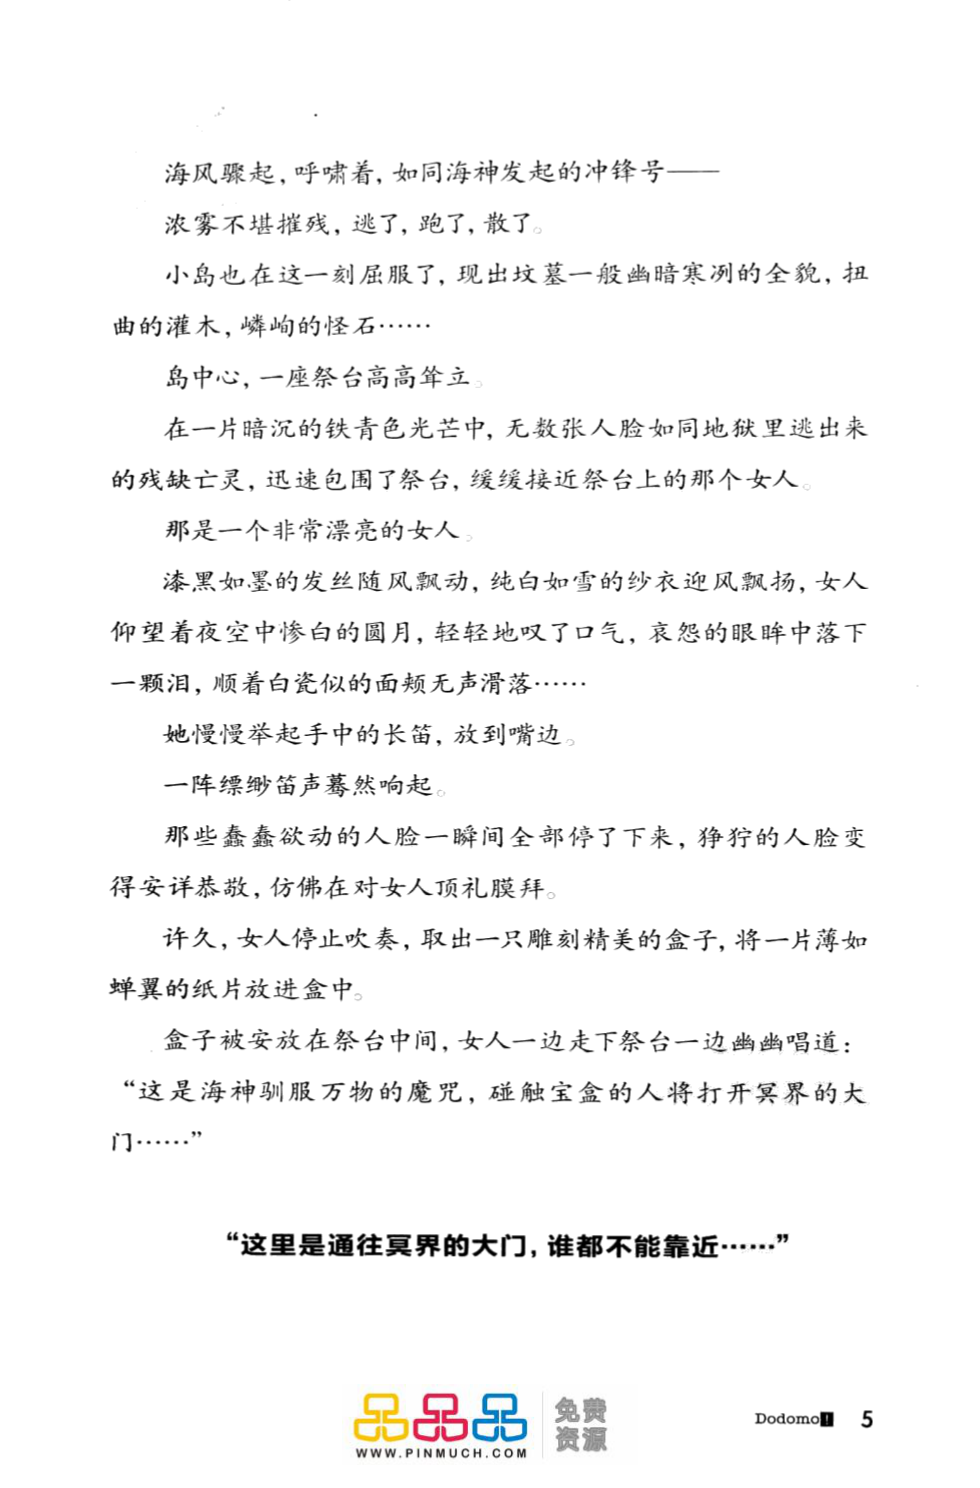 海风骤起，呼啸着，如同海神发起的冲锋号——
浓雾不堪摧残，逃了，跑了，散了。
小岛也在这一刻屈服了，现出坟墓一般幽暗寒冽的全貌，扭
曲的灌木，嶙峋的怪石……
岛中心，一座祭台高高耸立。
在一片暗沉的铁青色光芒中，无数张人脸如同地狱里逃出来
的残缺亡灵，迅速包围了祭台，缓缓接近祭台上的那个女人。
那是一个非常漂亮的女人。
漆黑如墨的发丝随风飘动，纯白如雪的纱衣迎风飘扬，女人
仰望着夜空中惨白的圆月，轻轻地叹了口气，哀怨的眼眸中落下
一颗泪，顺着白瓷似的面颊无声滑落……
她慢慢举起手中的长笛，放到嘴边。
一阵缥缈笛声蓦然响起。
那些蠢蠢欲动的人脸一瞬间全部停了下来，狰狞的人脸变
得安详恭敬，仿佛在对女人顶礼膜拜。
许久，女人停止吹奏，取出一只雕刻精美的盒子，将一片薄如
蝉翼的纸片放进盒中。
盒子被安放在祭台中间，女人一边走下祭台一边幽幽唱道：
“这是海神驯服万物的魔咒，碰触宝盒的人将打开冥界的大
门……”
“这里是通往冥界的大门，谁都不能靠近……”
品品品 免费
WWW.PINMUCH.COM 资源
Dodomo! 5